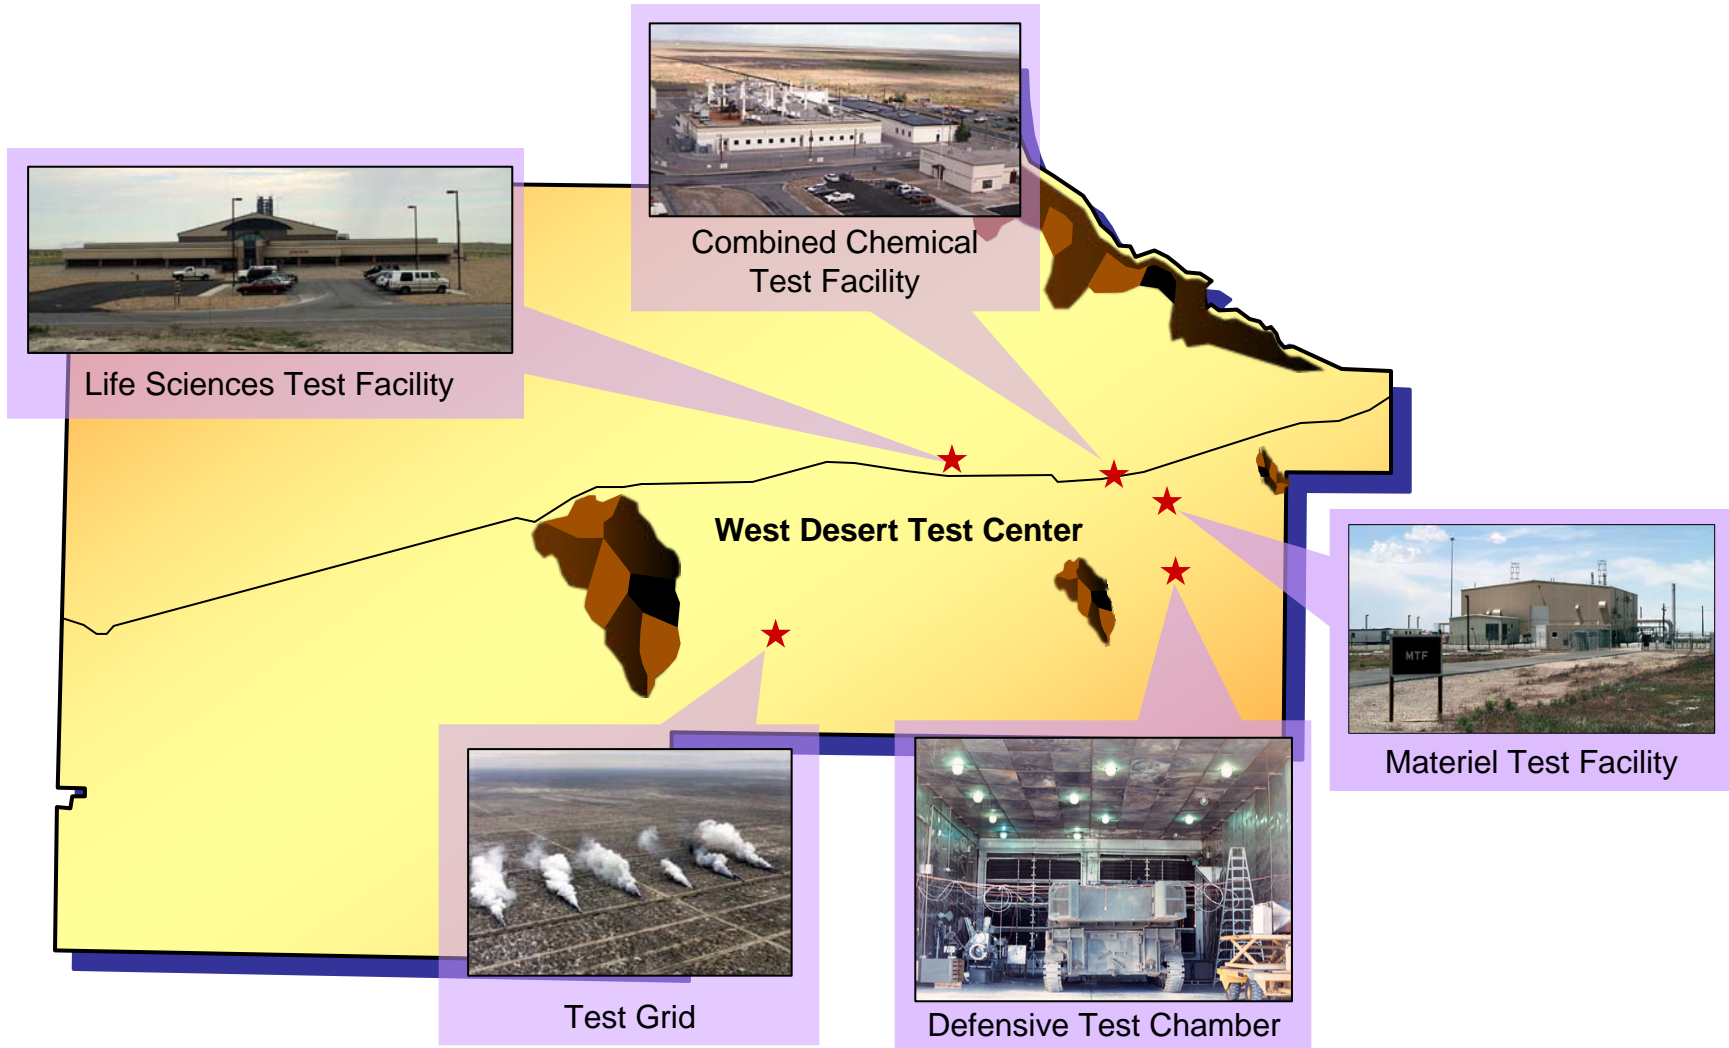 Combined Chemical
Test Facility
Life Sciences Test Facility
West Desert Test Center
MTF
Materiel Test Facility
Test Grid
Defensive Test Chamber